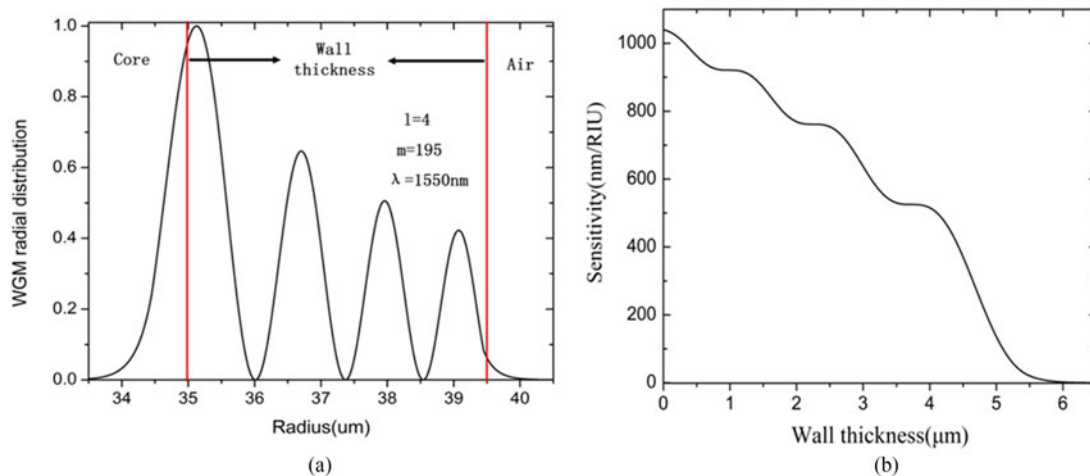 1.0
0.8
0.6
0.4
0.2
0.0
WGM radial distribution
Core
Wall
thickness
Air
l=4
m=195
λ=1550nm
34 35 36 37 38 39 40
Radius(um)
(a)
1000
800
600
400
200
0
Sensitivity(nm/RIU)
0 1 2 3 4 5 6
Wall thickness(μm)
(b)